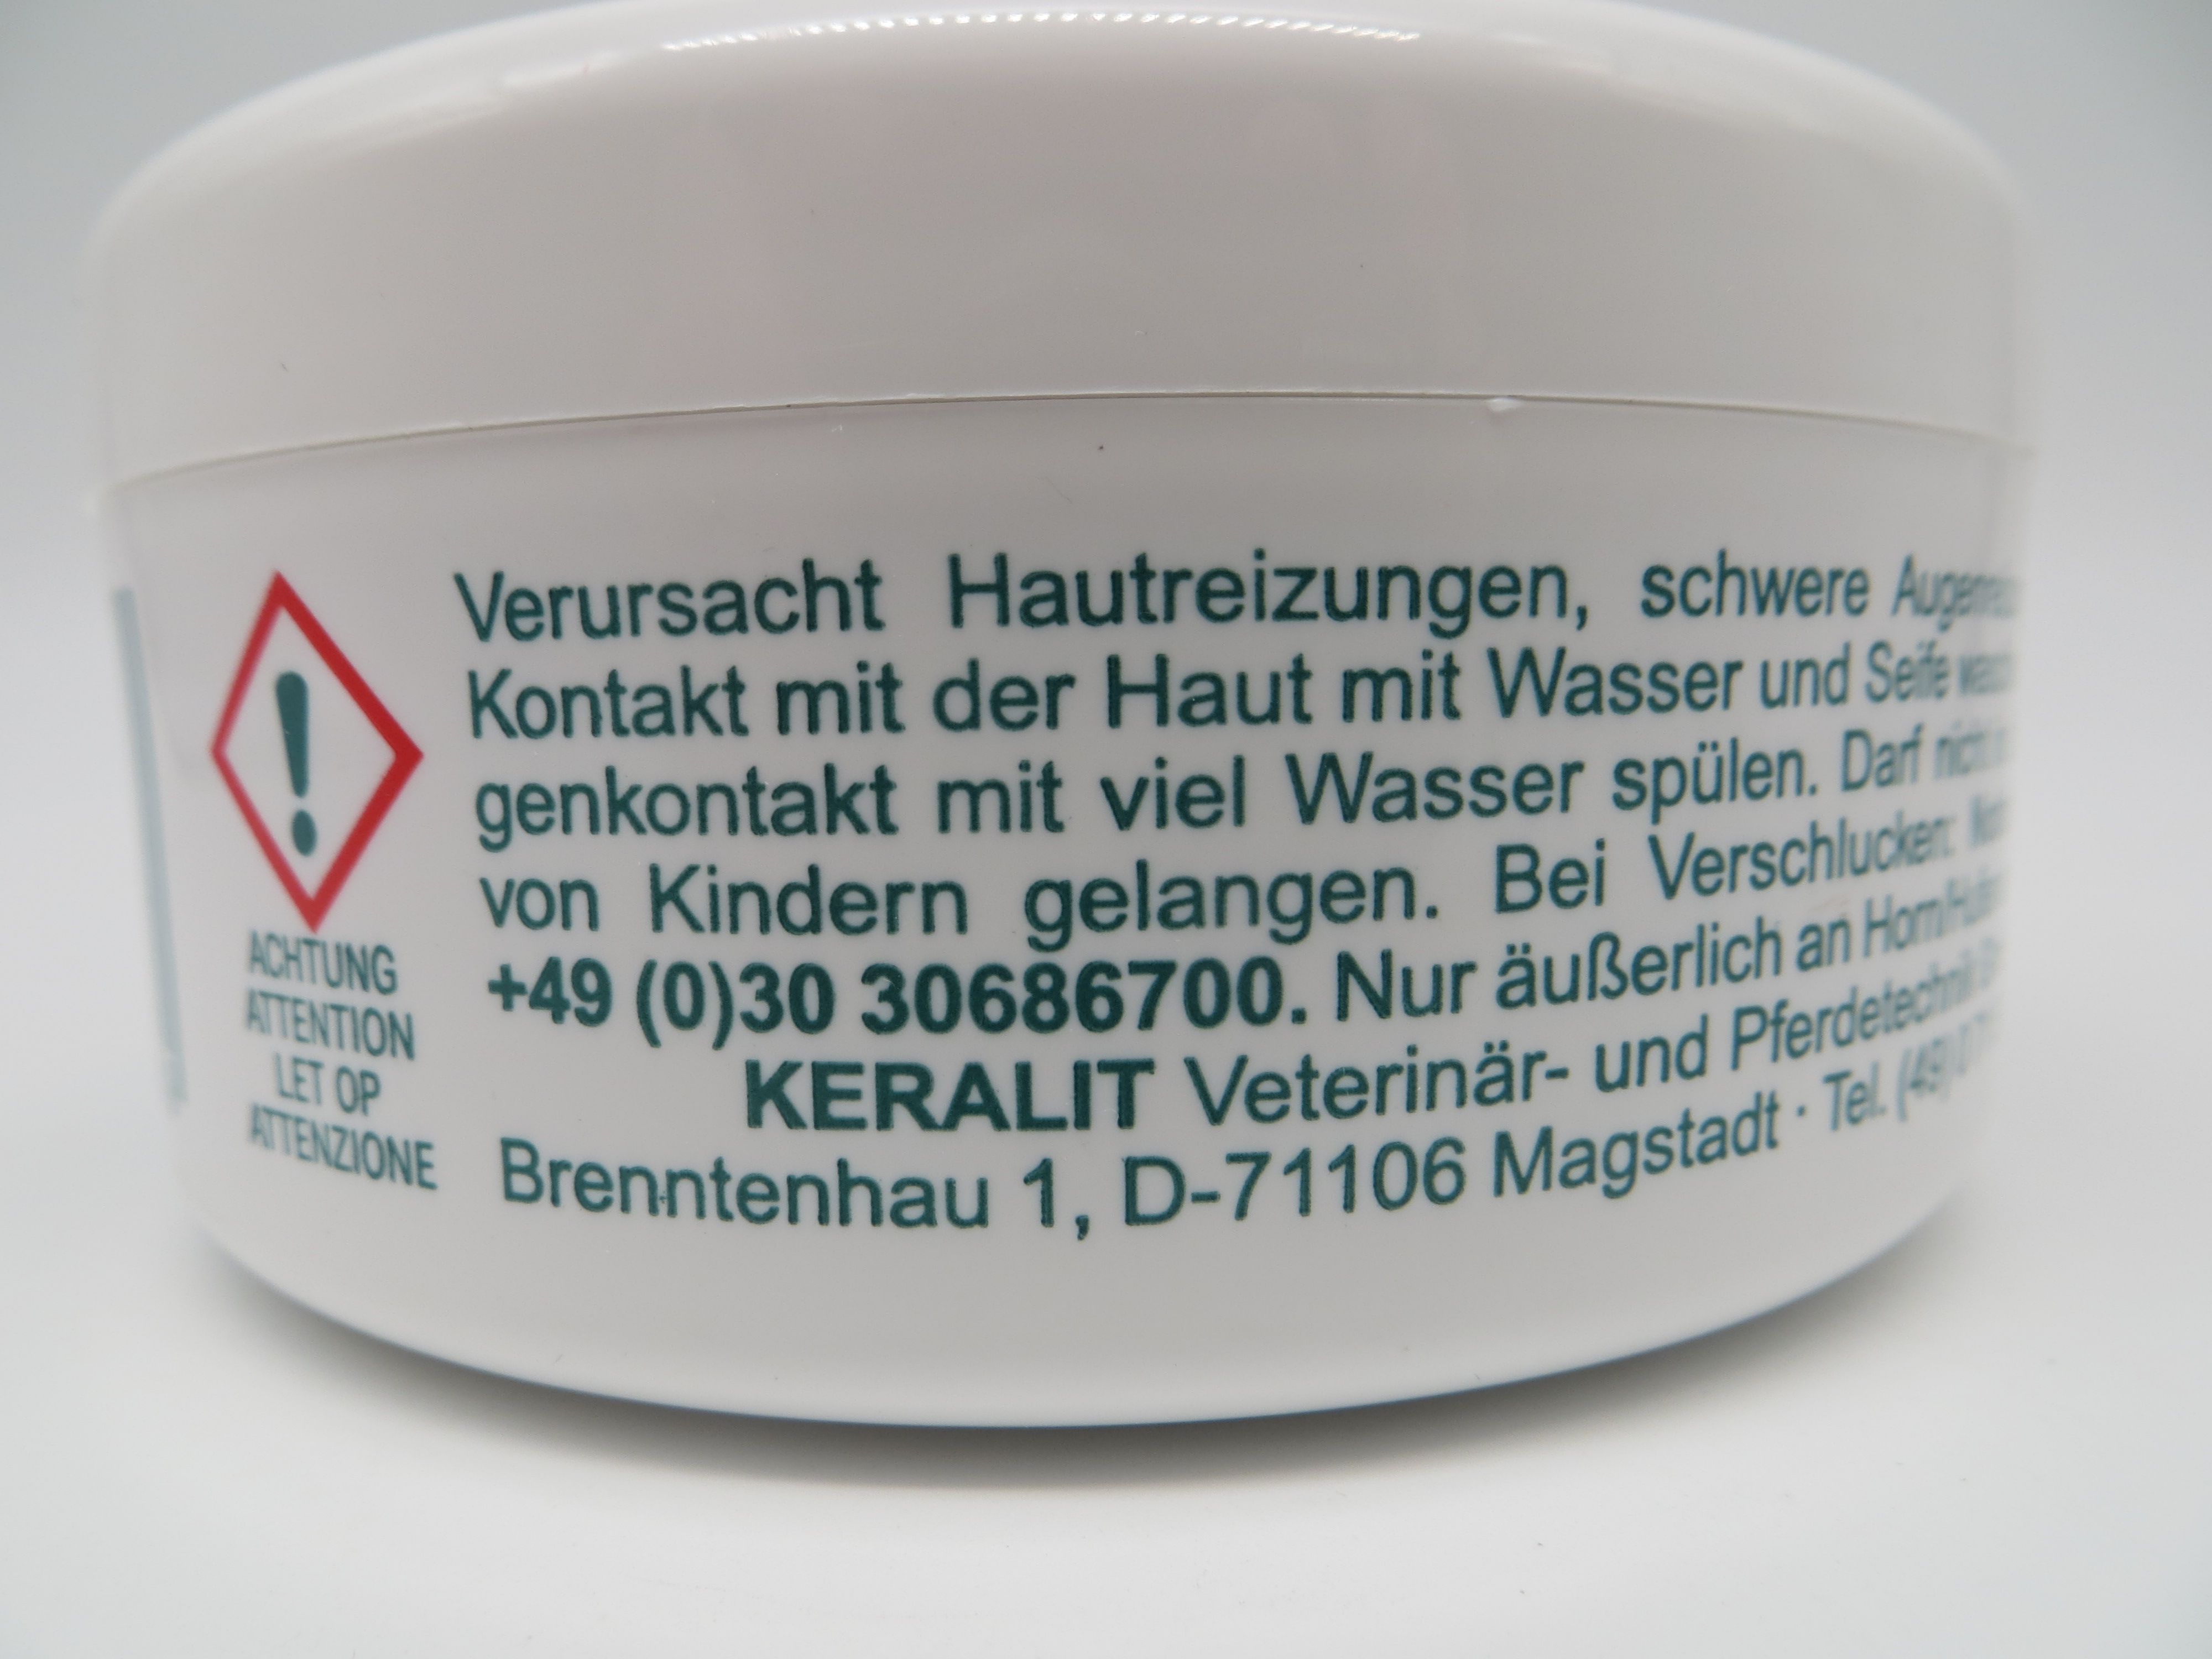 ACHTUNG
ATTENTION
LET OP
ATTENZIONE
Verursacht Hautreizungen, schwere
Kontakt mit der Haut mit Wasser und Seife
genkontakt mit viel Wasser spülen. Darf nicht
von Kindern gelangen. Bei Verschlucken:
+49 (0)30 30686700. Nur äußerlich an
KERALIT Veterinär- und Pferdetechnik
Brenntenhau 1, D-71106 Magstadt · Tel. (49)